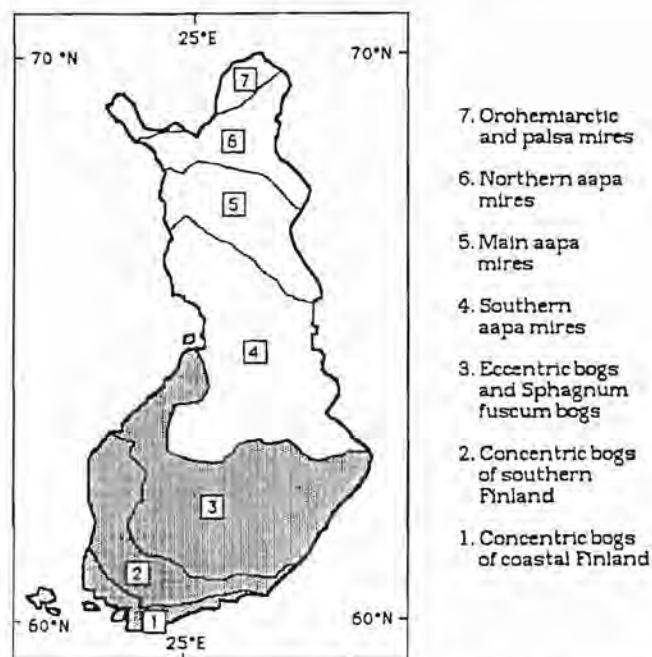 25°E
70 °N
70°N
7
6
5
4
3
2
1
60°N
60°N
25°E
7. Orohemiarctic
and palsa mires
6. Northern aapa
mires
5. Main aapa
mires
4. Southern
aapa mires
3. Eccentric bogs
and Sphagnum
fuscum bogs
2. Concentric bogs
of southern
Finland
1. Concentric bogs
of coastal Finland